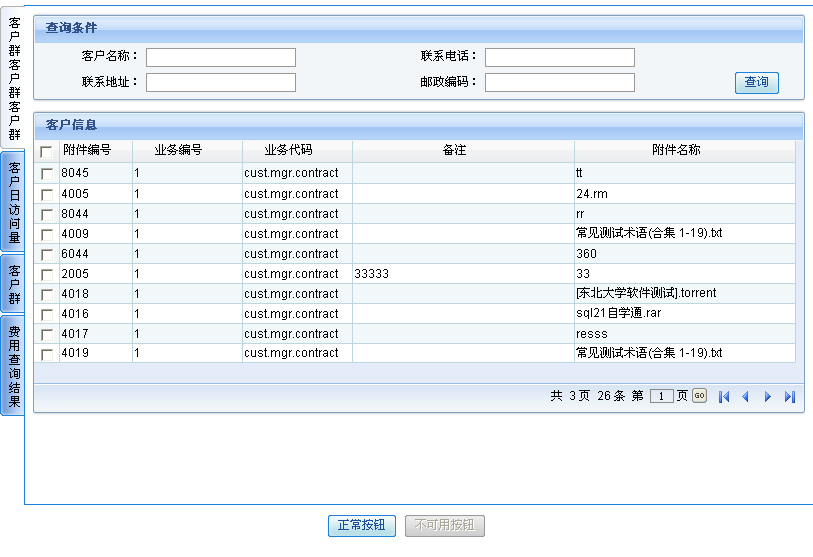 客户群客户群客户群
客户日访问量
客户群
费用查询结果
查询条件
客户名称： 联系电话：
联系地址： 邮政编码： 查询
客户信息
附件编号 业务编号 业务代码 备注 附件名称
8045 1 cust.mgr.contract tt
4005 1 cust.mgr.contract 24.rm
8044 1 cust.mgr.contract rr
4009 1 cust.mgr.contract 常见测试术语(合集 1-19).txt
6044 1 cust.mgr.contract 360
2005 1 cust.mgr.contract 33333 33
4018 1 cust.mgr.contract [东北大学软件测试].torrent
4016 1 cust.mgr.contract sql21自学通.rar
4017 1 cust.mgr.contract resss
4019 1 cust.mgr.contract 常见测试术语(合集 1-19).txt
共 3页 26条 第 1 页 GO
正常按钮 不可用按钮